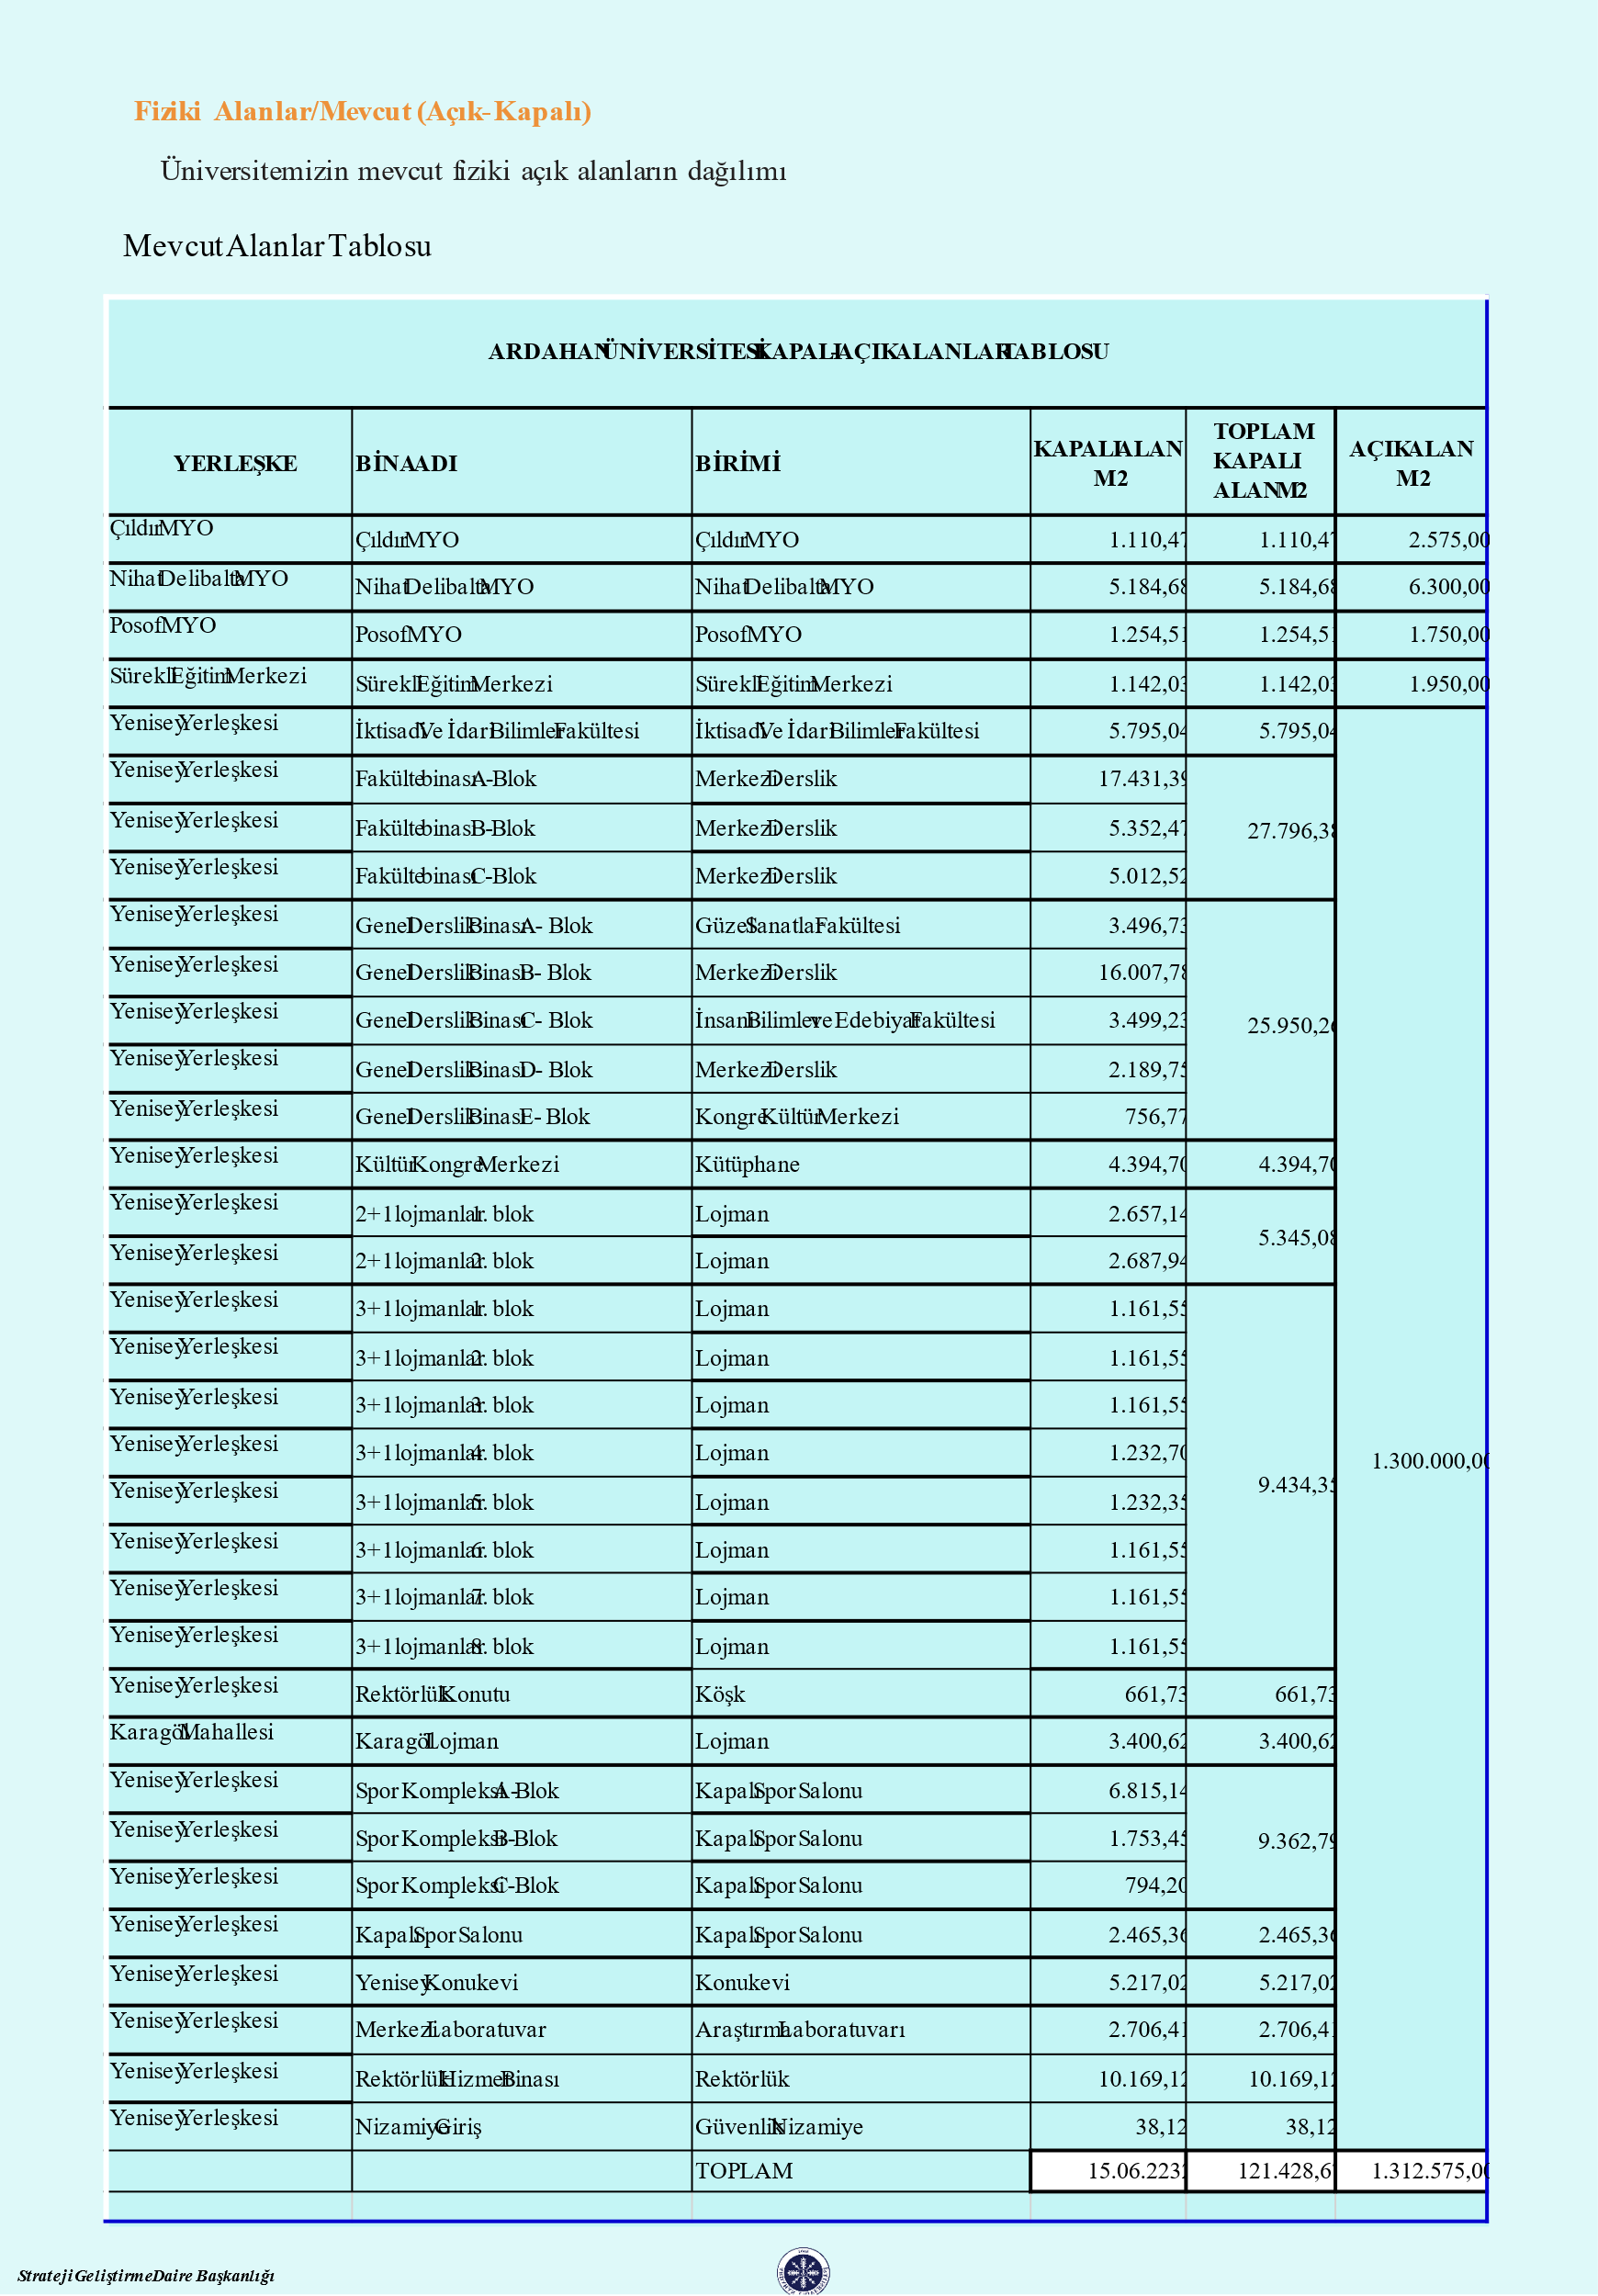 Fiziki Alanlar/Mevcut (Açık-Kapalı)
Üniversitemizin mevcut fiziki açık alanların dağılımı
Mevcut Alanlar Tablosu
ARDAHAN ÜNİVERSİTESİ KAPALI-AÇIK ALANLAR TABLOSU
YERLEŞKE BİNA ADI BİRİMİ KAPALI ALAN M2 TOPLAM KAPALI ALAN M2 AÇIK ALAN M2
Çıldır MYO Çıldır MYO Çıldır MYO 1.110,47 1.110,47 2.575,00
Nihat Delibalta MYO Nihat Delibalta MYO Nihat Delibalta MYO 5.184,68 5.184,68 6.300,00
Posof MYO Posof MYO Posof MYO 1.254,51 1.254,51 1.750,00
Sürekli Eğitim Merkezi Sürekli Eğitim Merkezi Sürekli Eğitim Merkezi 1.142,03 1.142,03 1.950,00
Yenisey Yerleşkesi İktisadi Ve İdari Bilimler Fakültesi İktisadi Ve İdari Bilimler Fakültesi 5.795,04 5.795,04
Yenisey Yerleşkesi Fakülte binası A-Blok Merkezi Derslik 17.431,39
Yenisey Yerleşkesi Fakülte binası B-Blok Merkezi Derslik 5.352,47 27.796,38
Yenisey Yerleşkesi Fakülte binası C-Blok Merkezi Derslik 5.012,52
Yenisey Yerleşkesi Genel Derslik Binası A- Blok Güzel Sanatlar Fakültesi 3.496,73
Yenisey Yerleşkesi Genel Derslik Binası B- Blok Merkezi Derslik 16.007,78
Yenisey Yerleşkesi Genel Derslik Binası C- Blok İnsani Bilimler ve Edebiyat Fakültesi 3.499,23 25.950,26
Yenisey Yerleşkesi Genel Derslik Binası D- Blok Merkezi Derslik 2.189,75
Yenisey Yerleşkesi Genel Derslik Binası E- Blok Kongre Kültür Merkezi 756,77
Yenisey Yerleşkesi Kültür Kongre Merkezi Kütüphane 4.394,70 4.394,70
Yenisey Yerleşkesi 2+1 lojmanlar 1. blok Lojman 2.657,14 5.345,08
Yenisey Yerleşkesi 2+1 lojmanlar 2. blok Lojman 2.687,94
Yenisey Yerleşkesi 3+1 lojmanlar 1. blok Lojman 1.161,55
Yenisey Yerleşkesi 3+1 lojmanlar 2. blok Lojman 1.161,55
Yenisey Yerleşkesi 3+1 lojmanlar 3. blok Lojman 1.161,55
Yenisey Yerleşkesi 3+1 lojmanlar 4. blok Lojman 1.232,70 9.434,35 1.300.000,00
Yenisey Yerleşkesi 3+1 lojmanlar 5. blok Lojman 1.232,35
Yenisey Yerleşkesi 3+1 lojmanlar 6. blok Lojman 1.161,55
Yenisey Yerleşkesi 3+1 lojmanlar 7. blok Lojman 1.161,55
Yenisey Yerleşkesi 3+1 lojmanlar 8. blok Lojman 1.161,55
Yenisey Yerleşkesi Rektörlük Konutu Köşk 661,73 661,73
Karagöl Mahallesi Karagöl Lojman Lojman 3.400,62 3.400,62
Yenisey Yerleşkesi Spor Kompleksi A-Blok Kapalı Spor Salonu 6.815,14
Yenisey Yerleşkesi Spor Kompleksi B-Blok Kapalı Spor Salonu 1.753,45 9.362,79
Yenisey Yerleşkesi Spor Kompleksi C-Blok Kapalı Spor Salonu 794,20
Yenisey Yerleşkesi Kapalı Spor Salonu Kapalı Spor Salonu 2.465,36 2.465,36
Yenisey Yerleşkesi Yenisey Konukevi Konukevi 5.217,02 5.217,02
Yenisey Yerleşkesi Merkezi Laboratuvar Araştırma Laboratuvarı 2.706,41 2.706,41
Yenisey Yerleşkesi Rektörlük Hizmet Binası Rektörlük 10.169,12 10.169,12
Yenisey Yerleşkesi Nizamiye Giriş Güvenlik Nizamiye 38,12 38,12
TOPLAM 15.06.2232 121.428,67 1.312.575,00
Strateji Geliştirme Daire Başkanlığı